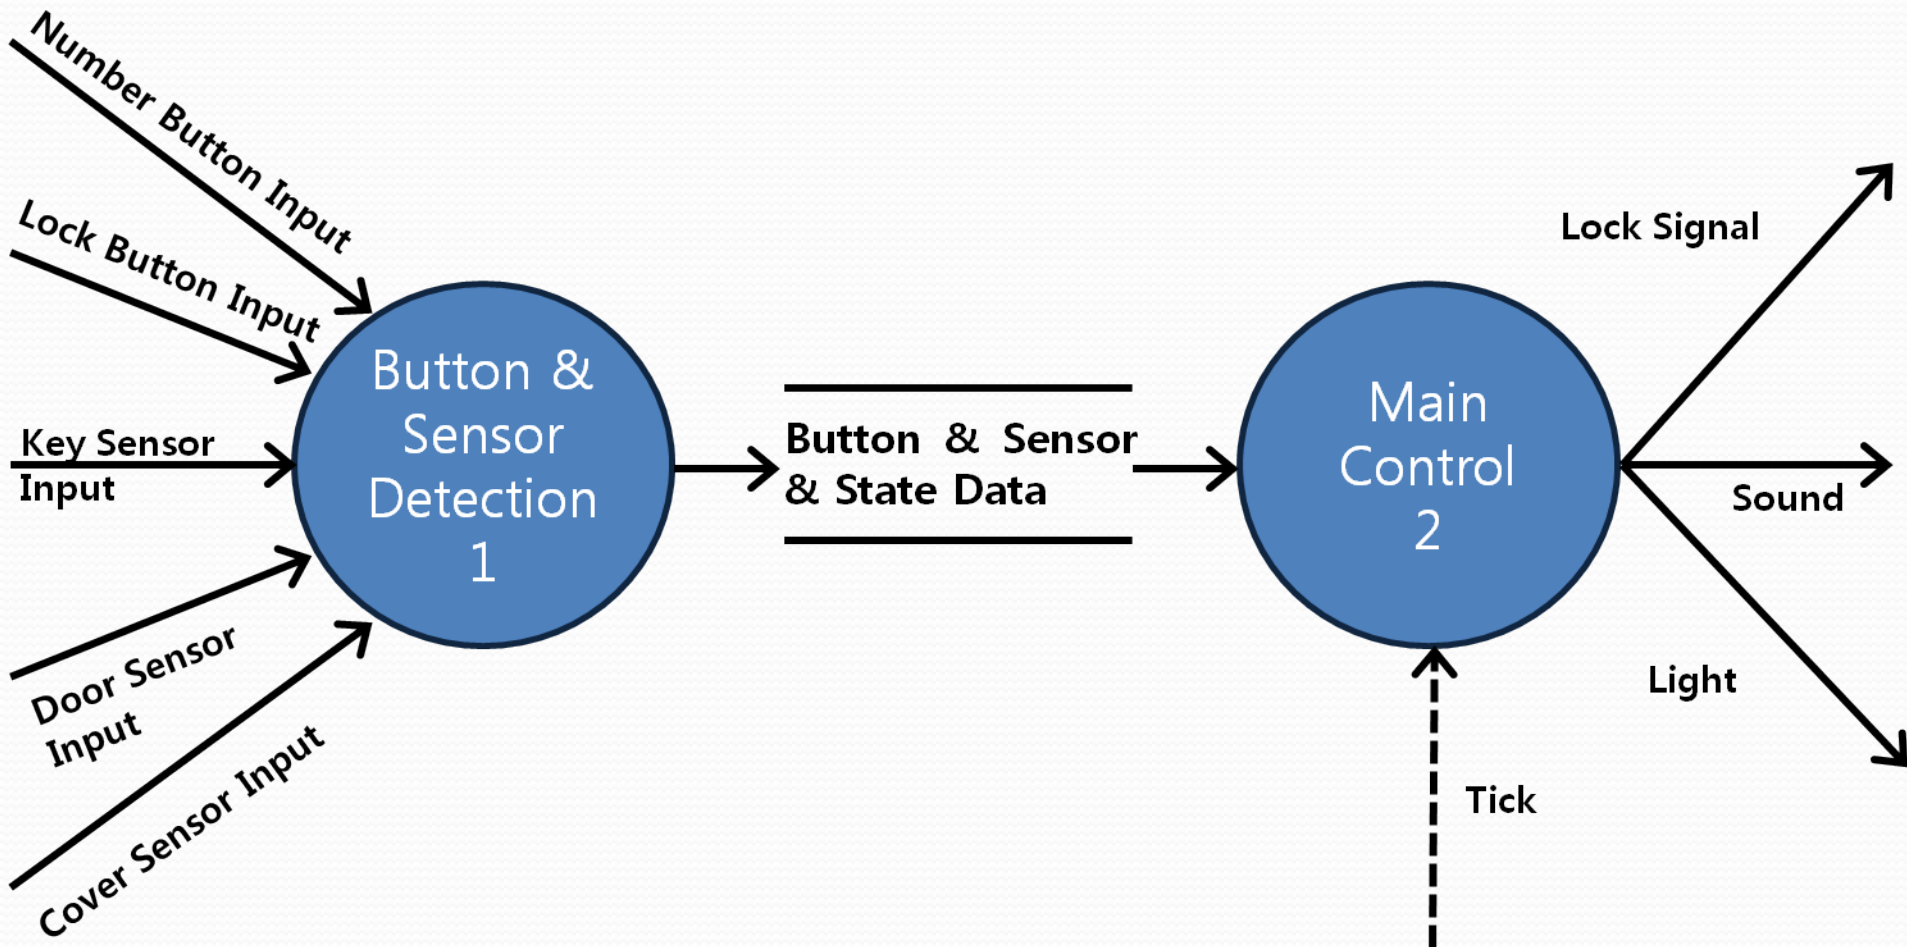 Number Button Input
Lock Button Input
Key Sensor
Input
Door Sensor
Input
Cover Sensor Input
Button &
Sensor
Detection
1
Button & Sensor
& State Data
Main
Control
2
Tick
Lock Signal
Sound
Light